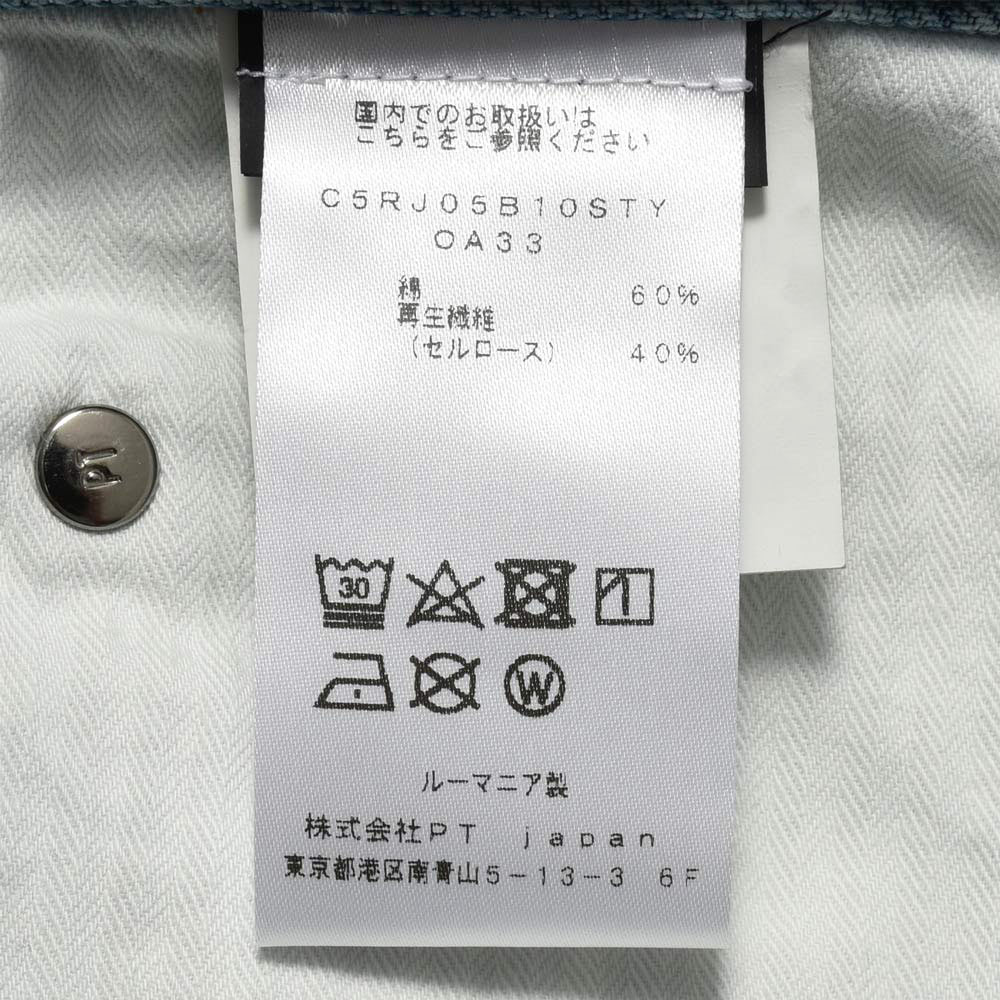 国内でのお取扱いは
こちらをご参照ください
C5RJ05B10STY
OA33
綿 60%
再生繊維
(セルロース) 40%
30
W
ルーマニア製
株式会社PT japan
東京都港区南青山5-13-3 6F
PT